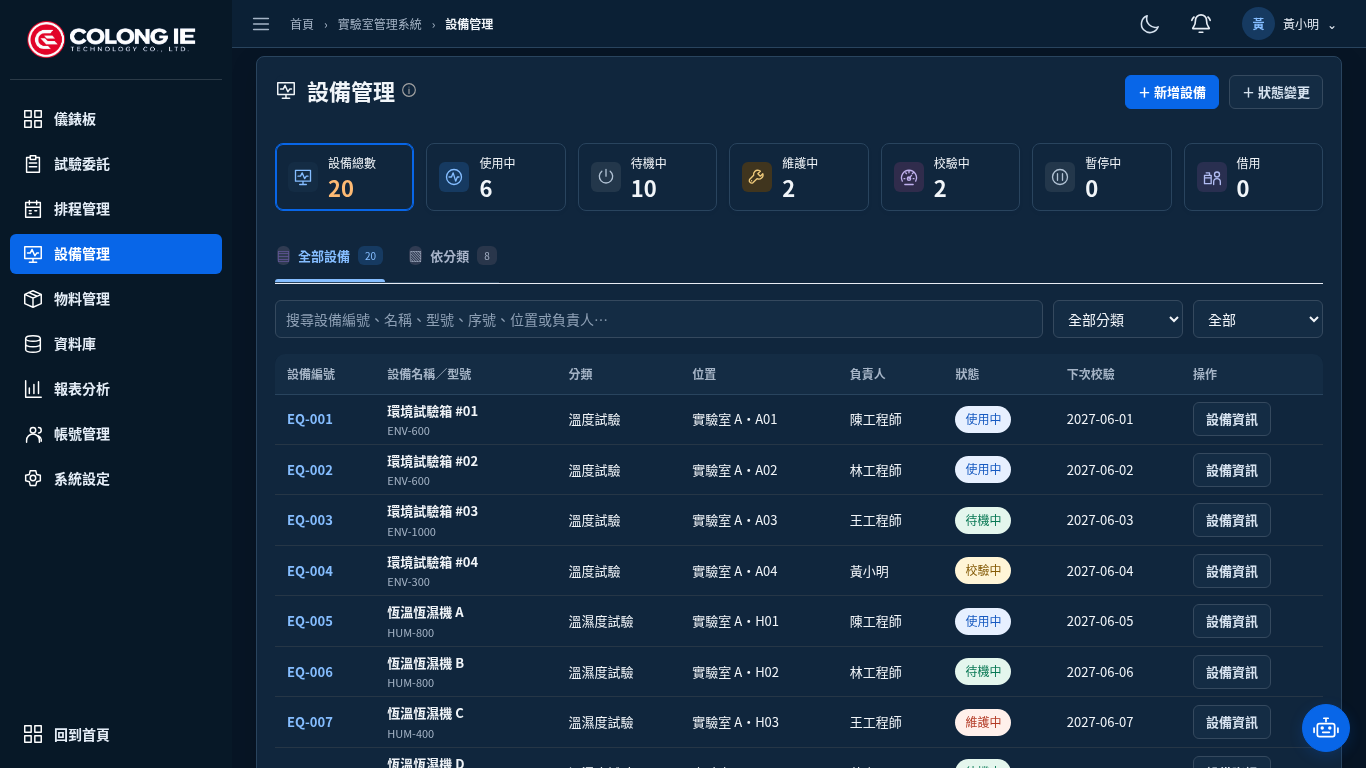 COLONG IE
TECHNOLOGY CO., LTD.
儀錶板
試驗委託
排程管理
設備管理
物料管理
資料庫
報表分析
帳號管理
系統設定
回到首頁
首頁 › 實驗室管理系統 › 設備管理
黃 黃小明
設備管理
+ 新增設備
+ 狀態變更
設備總數
20
使用中
6
待機中
10
維護中
2
校驗中
2
暫停中
0
借用
0
全部設備 20
依分類 8
搜尋設備編號、名稱、型號、序號、位置或負責人…
全部分類
全部
設備編號 設備名稱／型號 分類 位置 負責人 狀態 下次校驗 操作
EQ-001 環境試驗箱 #01 溫度試驗 實驗室 A・A01 陳工程師 使用中 2027-06-01 設備資訊
ENV-600
EQ-002 環境試驗箱 #02 溫度試驗 實驗室 A・A02 林工程師 使用中 2027-06-02 設備資訊
ENV-600
EQ-003 環境試驗箱 #03 溫度試驗 實驗室 A・A03 王工程師 待機中 2027-06-03 設備資訊
ENV-1000
EQ-004 環境試驗箱 #04 溫度試驗 實驗室 A・A04 黃小明 校驗中 2027-06-04 設備資訊
ENV-300
EQ-005 恆溫恆濕機 A 溫濕度試驗 實驗室 A・H01 陳工程師 使用中 2027-06-05 設備資訊
HUM-800
EQ-006 恆溫恆濕機 B 溫濕度試驗 實驗室 A・H02 林工程師 待機中 2027-06-06 設備資訊
HUM-800
EQ-007 恆溫恆濕機 C 溫濕度試驗 實驗室 A・H03 王工程師 維護中 2027-06-07 設備資訊
HUM-400
恆溫恆濕機 D